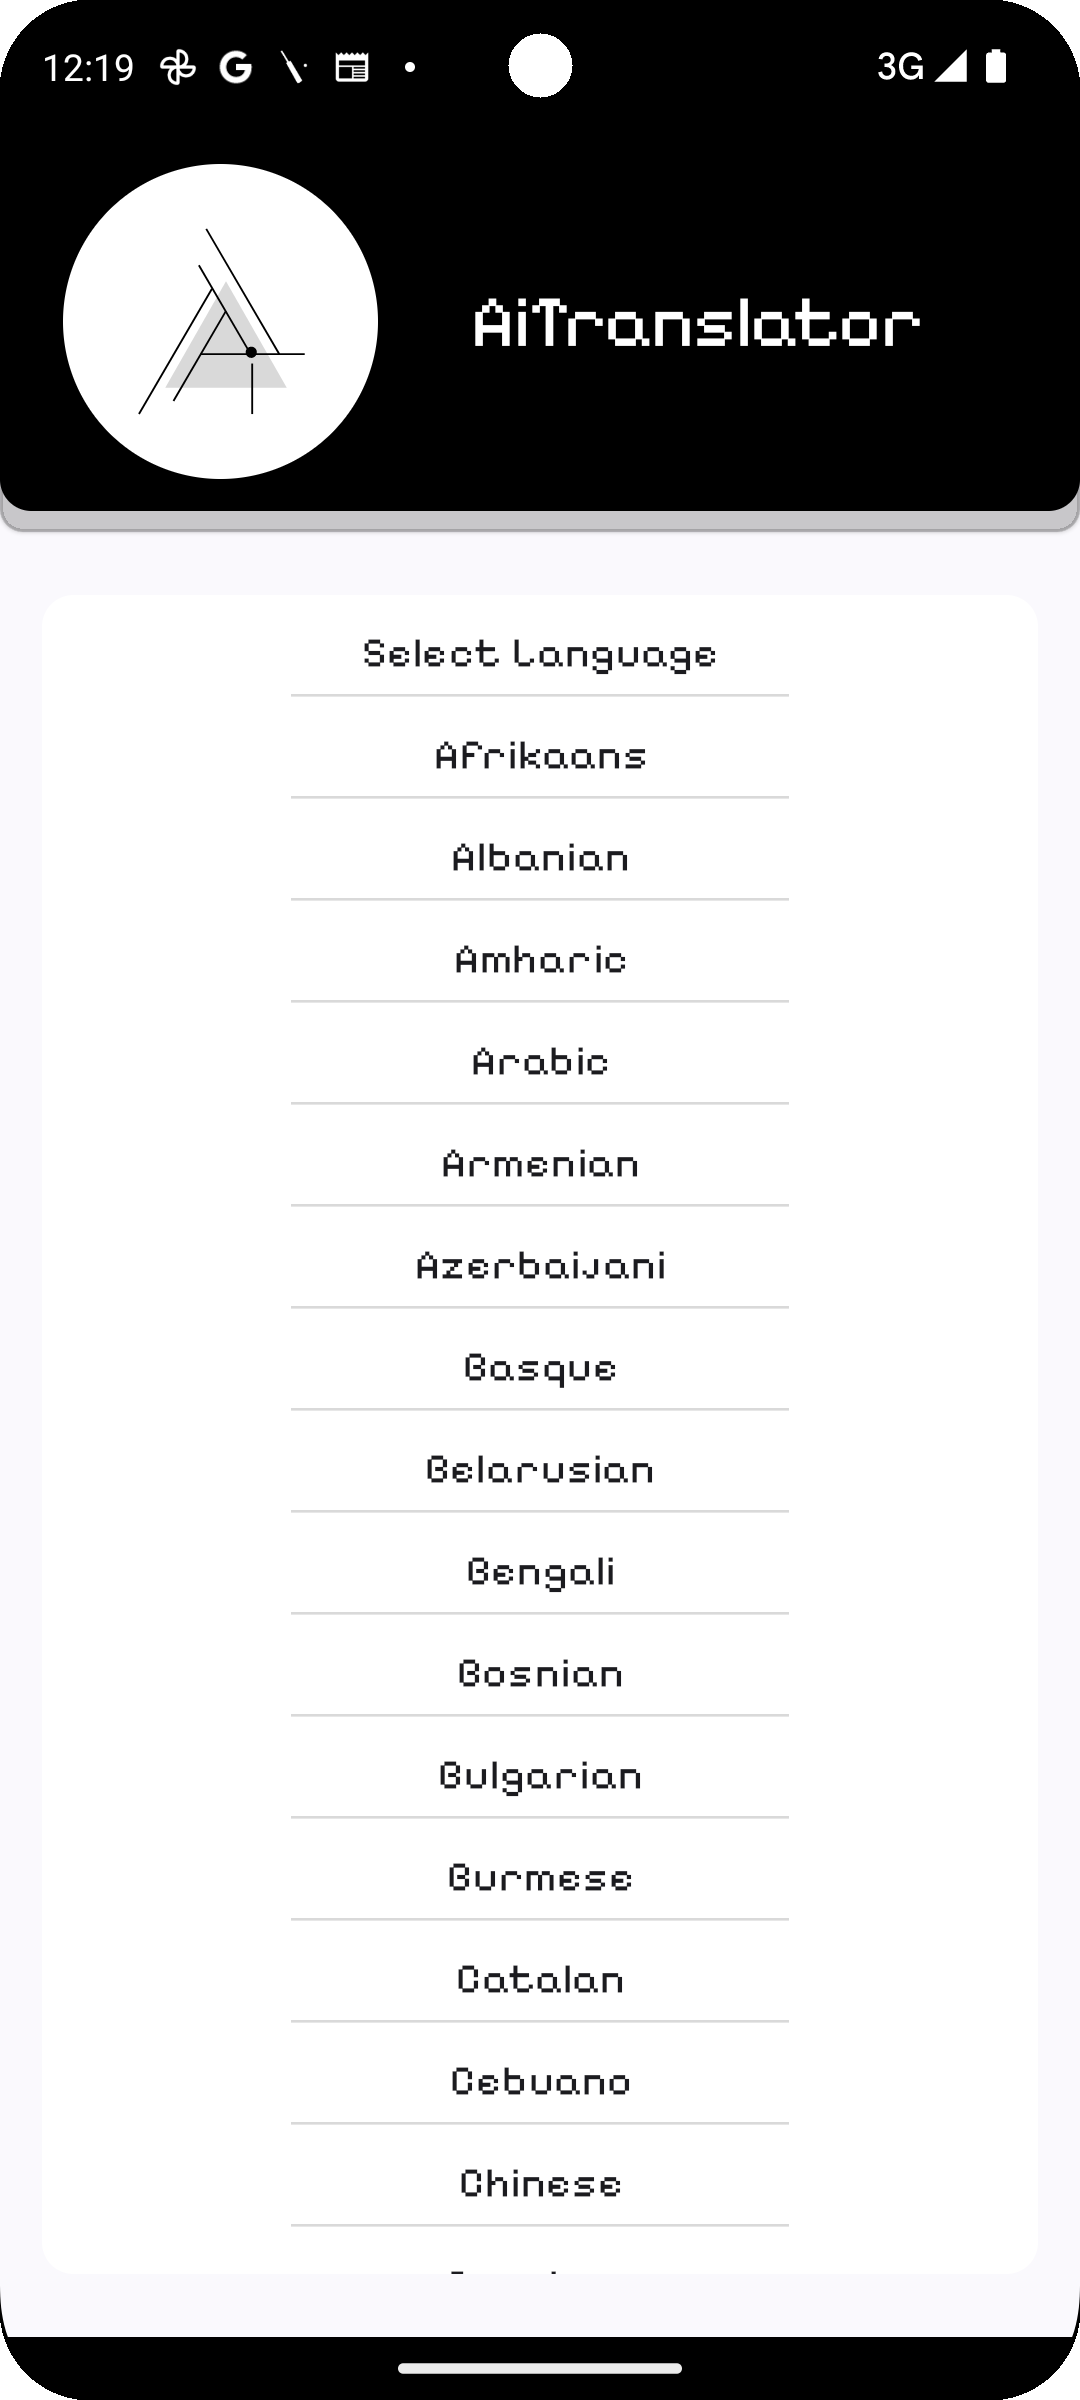 12:19
3G
AiTranslator
Select Language
Afrikaans
Albanian
Amharic
Arabic
Armenian
Azerbaijani
Basque
Belarusian
Bengali
Bosnian
Bulgarian
Burmese
Catalan
Cebuano
Chinese